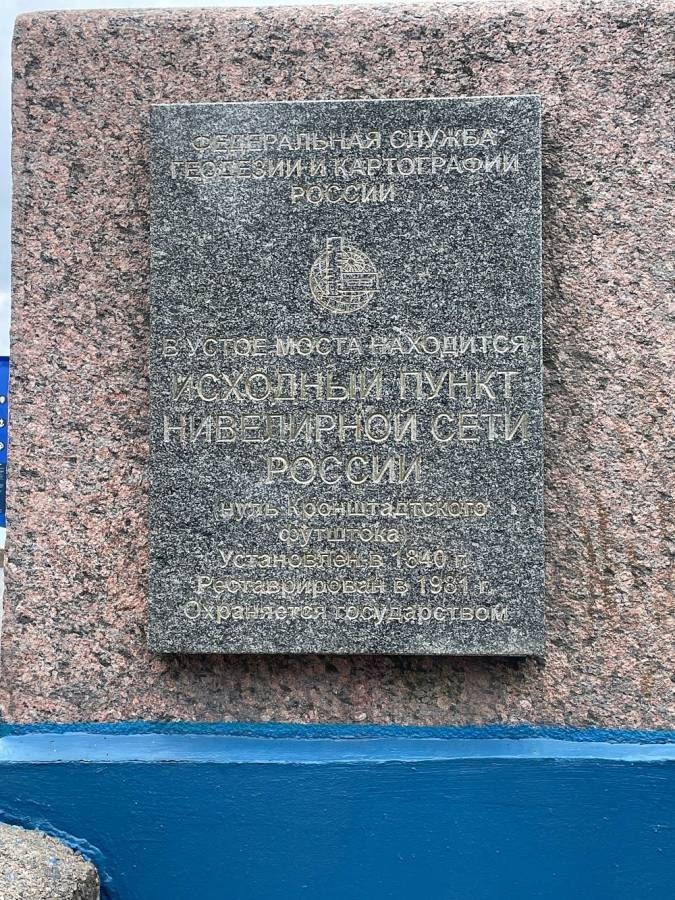 ФЕДЕРАЛЬНАЯ СЛУЖБА
ГЕОДЕЗИИ И КАРТОГРАФИИ
РОССИИ
В УСТОЕ МОСТА НАХОДИТСЯ
ИСХОДНЫЙ ПУНКТ
НИВЕЛИРНОЙ СЕТИ
РОССИИ
(нуль Кронштадтского
футштока)
Установлен в 1840 г.
Реставрирован в 1981 г.
Охраняется государством